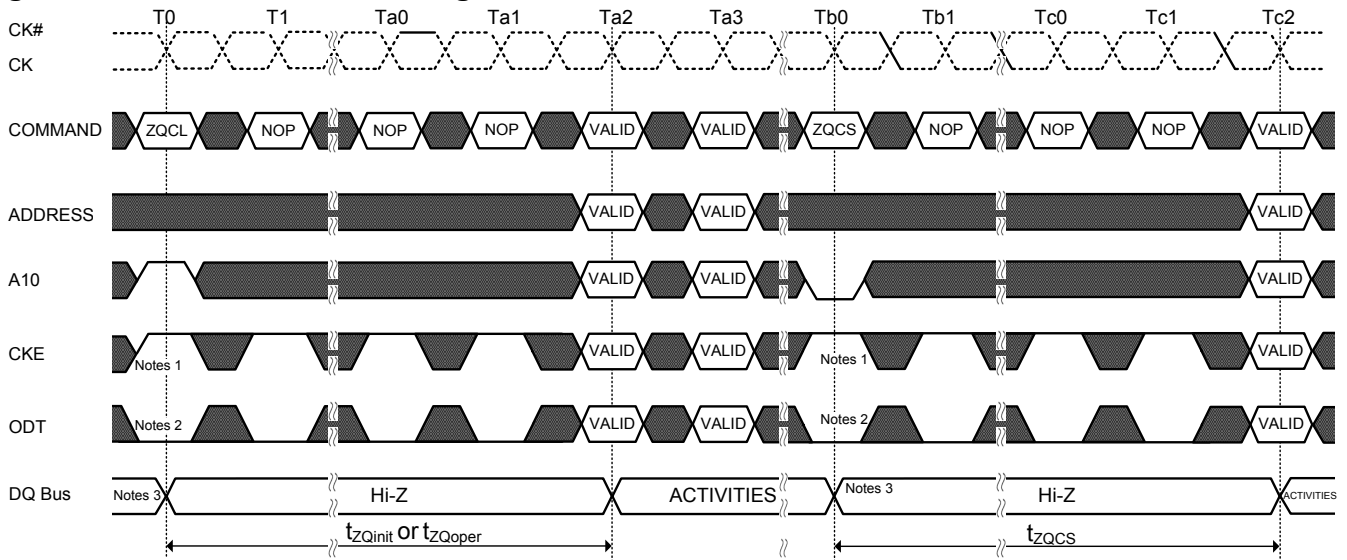 T0 T1 Ta0 Ta1 Ta2 Ta3 Tb0 Tb1 Tc0 Tc1 Tc2
CK#
CK
COMMAND ZQCL NOP NOP NOP VALID VALID ZQCS NOP NOP NOP VALID
ADDRESS VALID VALID VALID
A10 VALID VALID VALID
CKE Notes 1 VALID VALID Notes 1 VALID
ODT Notes 2 VALID VALID Notes 2 VALID
DQ Bus Notes 3 Hi-Z ACTIVITIES Notes 3 Hi-Z ACTIVITIES
tZQinit or tZQoper tZQCS